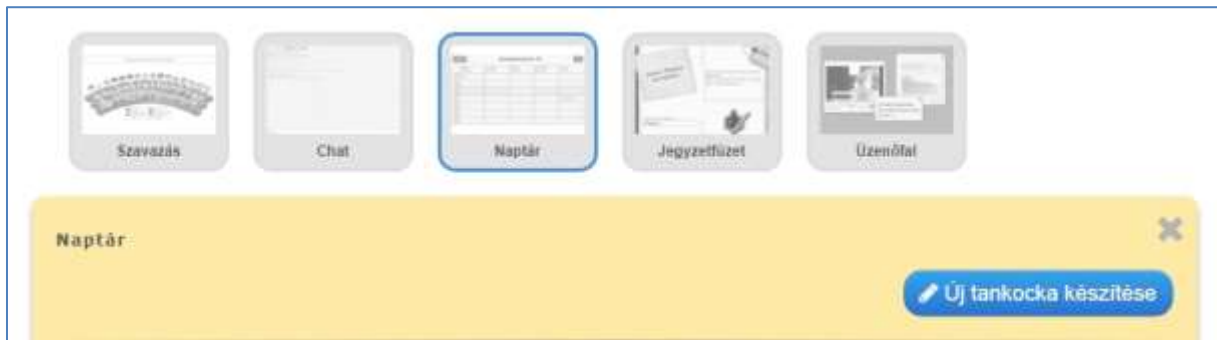 Szavazás
Chat
Naptár
Jegyzetfüzet
Üzenőfal
Naptár
Új tankocka készítése